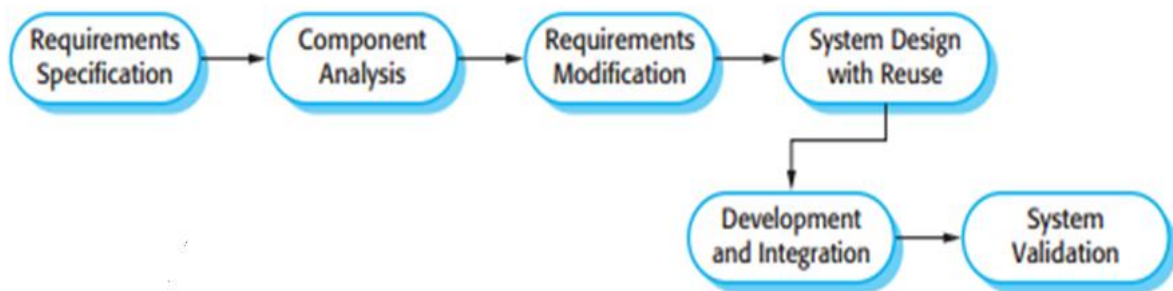 Requirements
Specification
Component
Analysis
Requirements
Modification
System Design
with Reuse
Development
and Integration
System
Validation